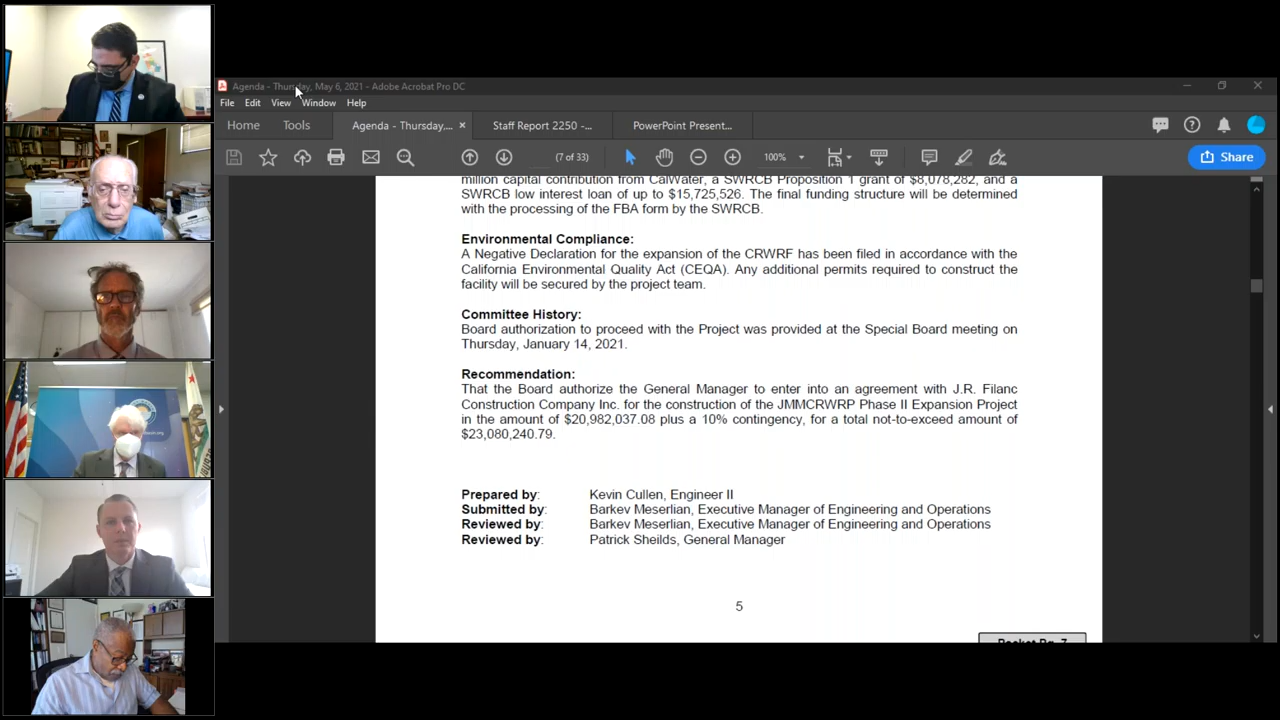 Agenda - Thursday, May 6, 2021 - Adobe Acrobat Pro DC
File Edit View Window Help
Home Tools Agenda - Thursday,... × Staff Report 2250 -... PowerPoint Present...
(7 of 33) 100% Share
million capital contribution from CalWater, a SWRCB Proposition 1 grant of $8,078,282, and a
SWRCB low interest loan of up to $15,725,526. The final funding structure will be determined
with the processing of the FBA form by the SWRCB.
Environmental Compliance:
A Negative Declaration for the expansion of the CRWRF has been filed in accordance with the
California Environmental Quality Act (CEQA). Any additional permits required to construct the
facility will be secured by the project team.
Committee History:
Board authorization to proceed with the Project was provided at the Special Board meeting on
Thursday, January 14, 2021.
Recommendation:
That the Board authorize the General Manager to enter into an agreement with J.R. Filanc
Construction Company Inc. for the construction of the JMMCRWRP Phase II Expansion Project
in the amount of $20,982,037.08 plus a 10% contingency, for a total not-to-exceed amount of
$23,080,240.79.
Prepared by: Kevin Cullen, Engineer II
Submitted by: Barkev Meserlian, Executive Manager of Engineering and Operations
Reviewed by: Barkev Meserlian, Executive Manager of Engineering and Operations
Reviewed by: Patrick Sheilds, General Manager
5
Packet Pg. 7